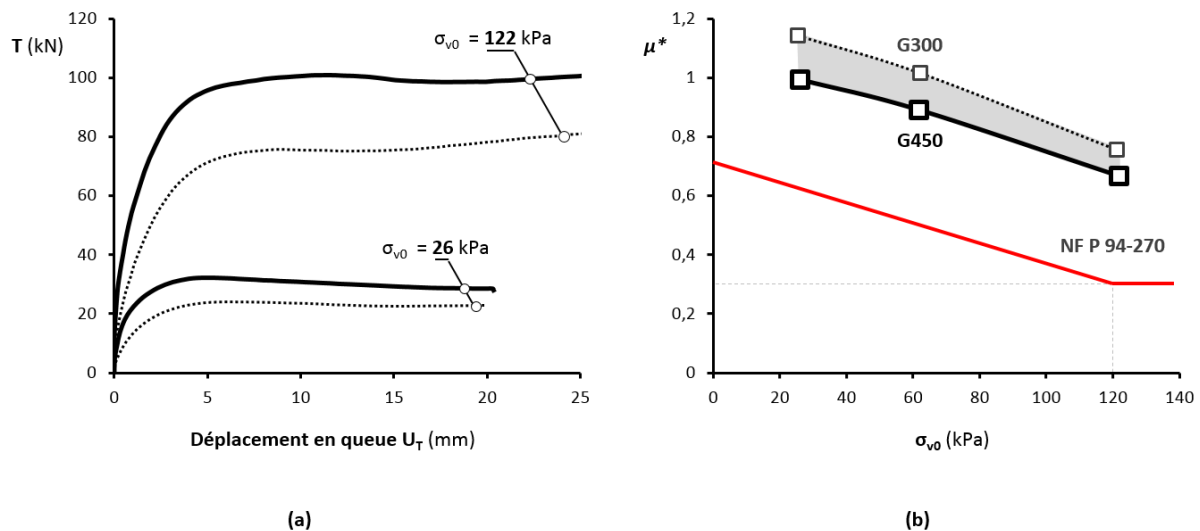 T (kN)
120
100
80
60
40
20
0
σv0 = 122 kPa
σv0 = 26 kPa
0 5 10 15 20 25
Déplacement en queue UT (mm)
(a)
μ*
1,2
1
0,8
0,6
0,4
0,2
0
G300
G450
NF P 94-270
0 20 40 60 80 100 120 140
σv0 (kPa)
(b)